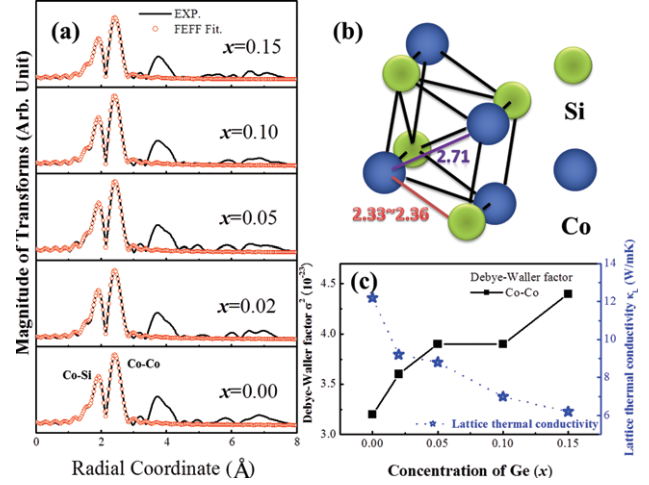 (a)
EXP.
FEFF Fit.
x=0.15
x=0.10
x=0.05
x=0.02
x=0.00
Co-Si
Co-Co
Magnitude of Transforms (Arb. Unit)
0 1 2 3 4 5 6 7 8
Radial Coordinate (Å)
(b)
Si
Co
2.71
2.33~2.36
(c)
Debye-Waller factor
Co-Co
Lattice thermal conductivity
Debye-Waller factor σ² (10⁻²³)
4.5
4.0
3.5
3.0
Lattice thermal conductivity κL (W/mK)
14
12
10
8
6
0.00 0.05 0.10 0.15
Concentration of Ge (x)